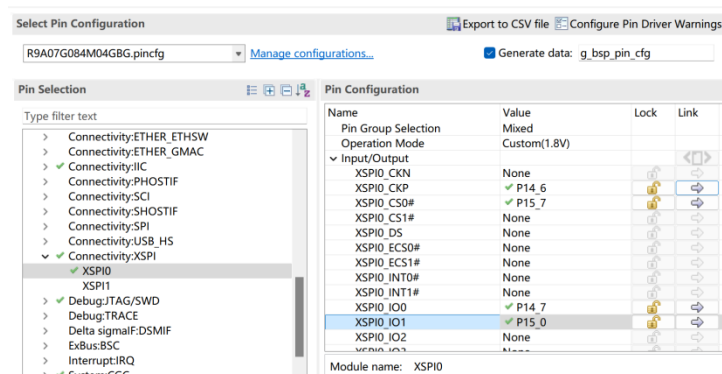 Select Pin Configuration
Export to CSV file Configure Pin Driver Warnings
R9A07G084M04GBG.pincfg Manage configurations... Generate data: g_bsp_pin_cfg
Pin Selection
Type filter text
Connectivity:ETHER_ETHSW
Connectivity:ETHER_GMAC
Connectivity:IIC
Connectivity:PHOSTIF
Connectivity:SCI
Connectivity:SHOSTIF
Connectivity:SPI
Connectivity:USB_HS
Connectivity:XSPI
XSPI0
XSPI1
Debug:JTAG/SWD
Debug:TRACE
Delta sigmalF:DSMIF
ExBus:BSC
Interrupt:IRQ
Pin Configuration
Name Value Lock Link
Pin Group Selection Mixed
Operation Mode Custom(1.8V)
Input/Output
XSPI0_CKN None
XSPI0_CKP P14_6
XSPI0_CS0# P15_7
XSPI0_CS1# None
XSPI0_DS None
XSPI0_ECS0# None
XSPI0_ECS1# None
XSPI0_INT0# None
XSPI0_INT1# None
XSPI0_IO0 P14_7
XSPI0_IO1 P15_0
XSPI0_IO2 None
Module name: XSPI0